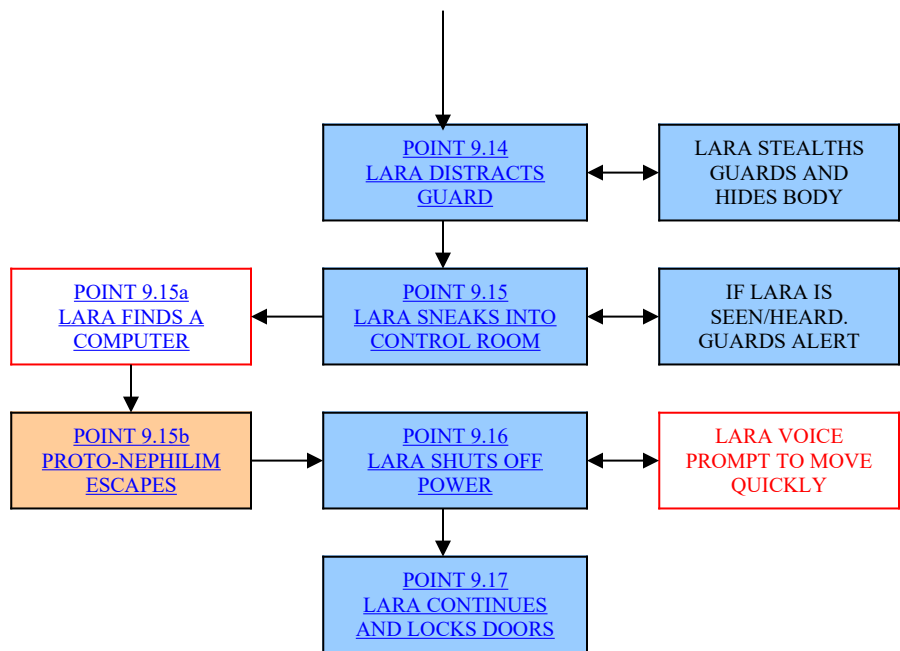 POINT 9.14
LARA DISTRACTS
GUARD
LARA STEALTHS
GUARDS AND
HIDES BODY
POINT 9.15a
LARA FINDS A
COMPUTER
POINT 9.15
LARA SNEAKS INTO
CONTROL ROOM
IF LARA IS
SEEN/HEARD.
GUARDS ALERT
POINT 9.15b
PROTO-NEPHILIM
ESCAPES
POINT 9.16
LARA SHUTS OFF
POWER
LARA VOICE
PROMPT TO MOVE
QUICKLY
POINT 9.17
LARA CONTINUES
AND LOCKS DOORS